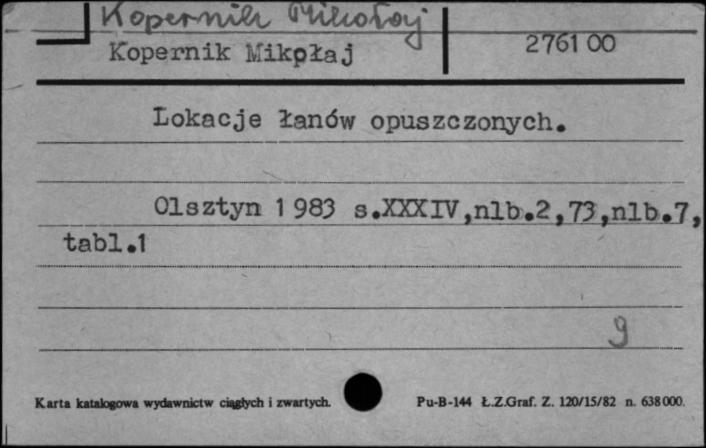 Kopernik Mikołaj
Kopernik Mikołaj
276100
Lokacje łanów opuszczonych.
Olsztyn 1983 s.XXXIV,nlb.2,73,nlb.7,
tabl.1
9
Karta katalogowa wydawnictw ciągłych i zwartych.
Pu-B-144 Ł.Z.Graf. Z. 120/15/82 n. 638000.